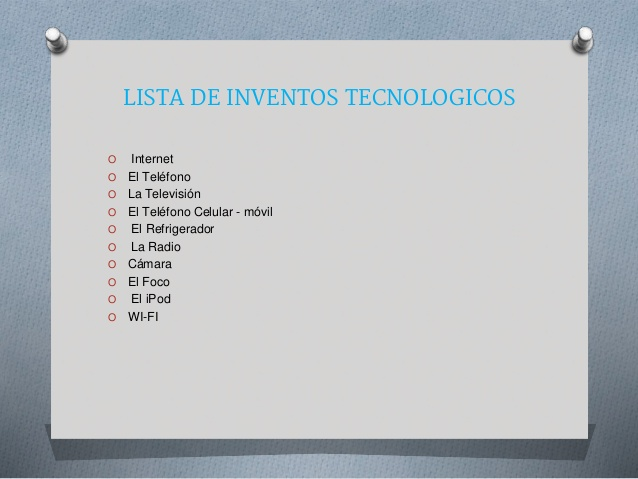 LISTA DE INVENTOS TECNOLOGICOS
O Internet
O El Teléfono
O La Televisión
O El Teléfono Celular - móvil
O El Refrigerador
O La Radio
O Cámara
O El Foco
O El iPod
O WI-FI